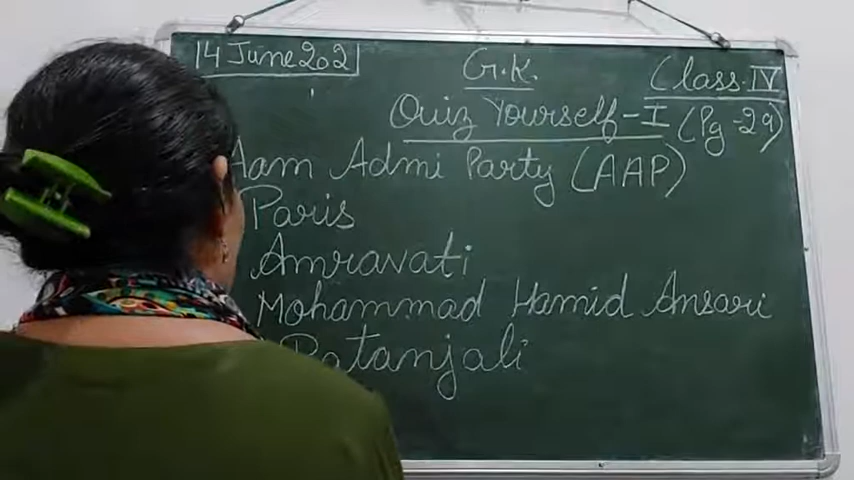 14 June 2021 G.K. Class IV
Quiz Yourself-I (Pg-29)
Aam Admi Party (AAP)
Paris
Amravati
Mohammad Hamid Ansari
Patanjali